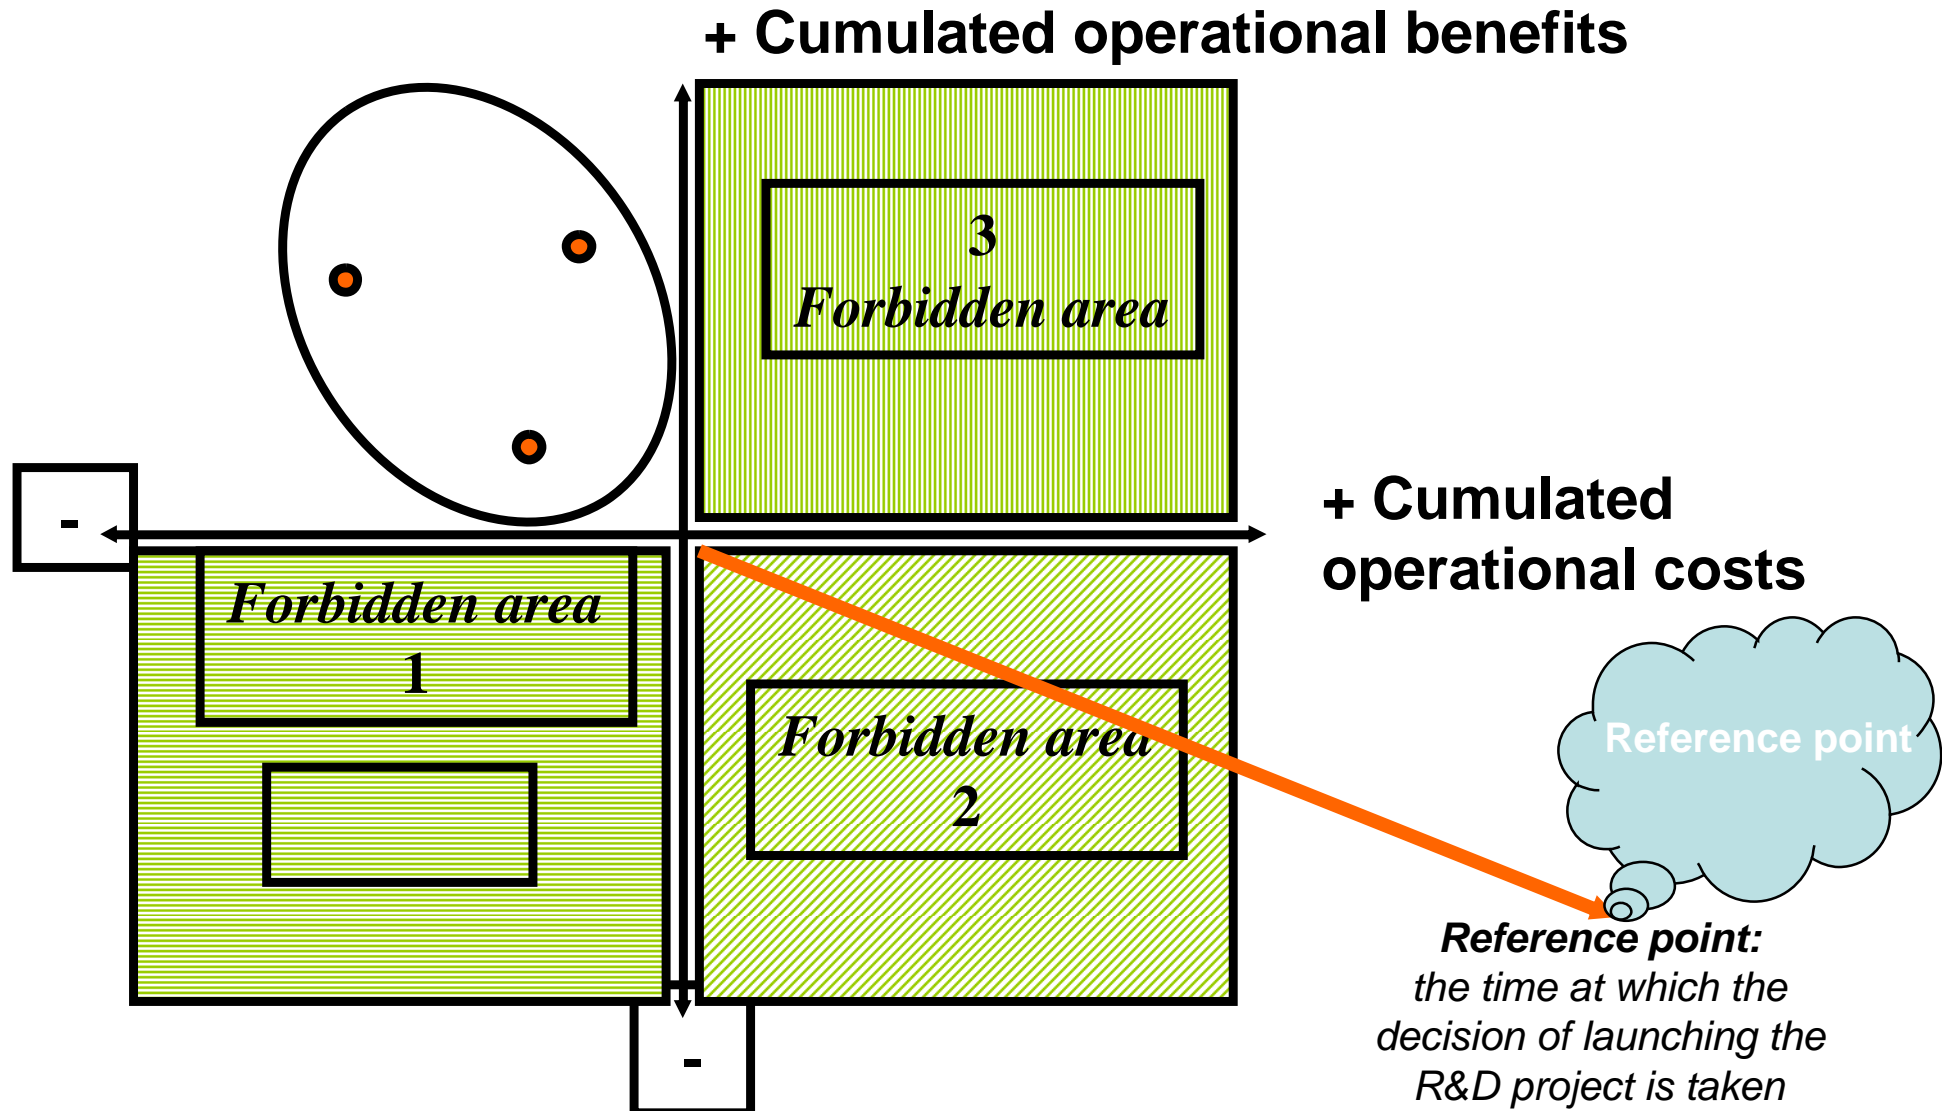 + Cumulated operational benefits
3
Forbidden area
-
+ Cumulated
operational costs
Forbidden area
1
Forbidden area
2
Reference point
-
Reference point:
the time at which the
decision of launching the
R&D project is taken